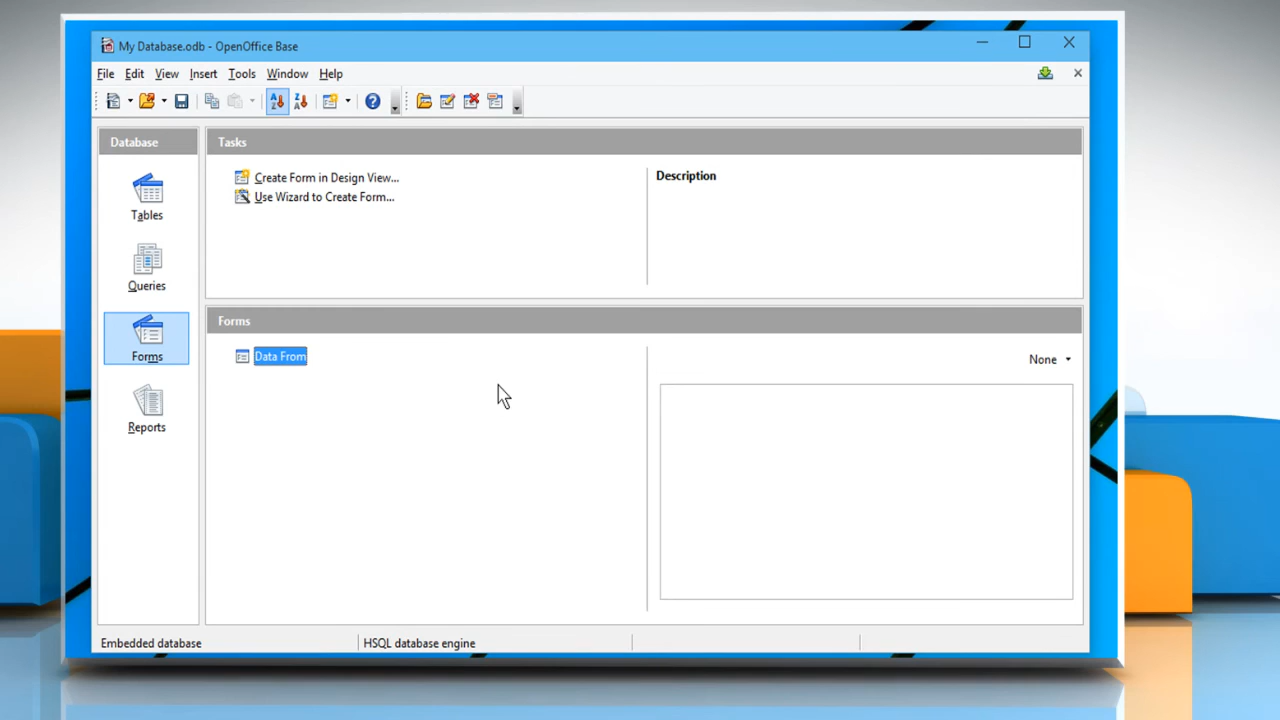 My Database.odb - OpenOffice Base
File Edit View Insert Tools Window Help
Database
Tables
Queries
Forms
Reports
Tasks
Create Form in Design View...
Use Wizard to Create Form...
Description
Forms
Data From
None
Embedded database
HSQL database engine